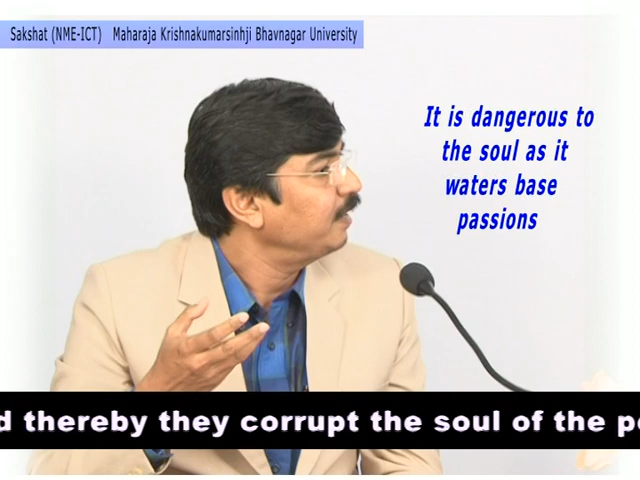 Sakshat (NME-ICT) Maharaja Krishnakumarsinhji Bhavnagar University
It is dangerous to
the soul as it
waters base
passions
thereby they corrupt the soul of the